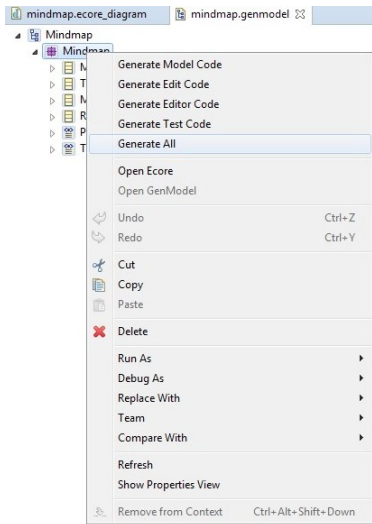 mindmap.ecore_diagram mindmap.genmodel
Mindmap
Mindmap
M
T
M
R
P
T
Generate Model Code
Generate Edit Code
Generate Editor Code
Generate Test Code
Generate All
Open Ecore
Open GenModel
Undo Ctrl+Z
Redo Ctrl+Y
Cut
Copy
Paste
Delete
Run As
Debug As
Replace With
Team
Compare With
Refresh
Show Properties View
Remove from Context Ctrl+Alt+Shift+Down